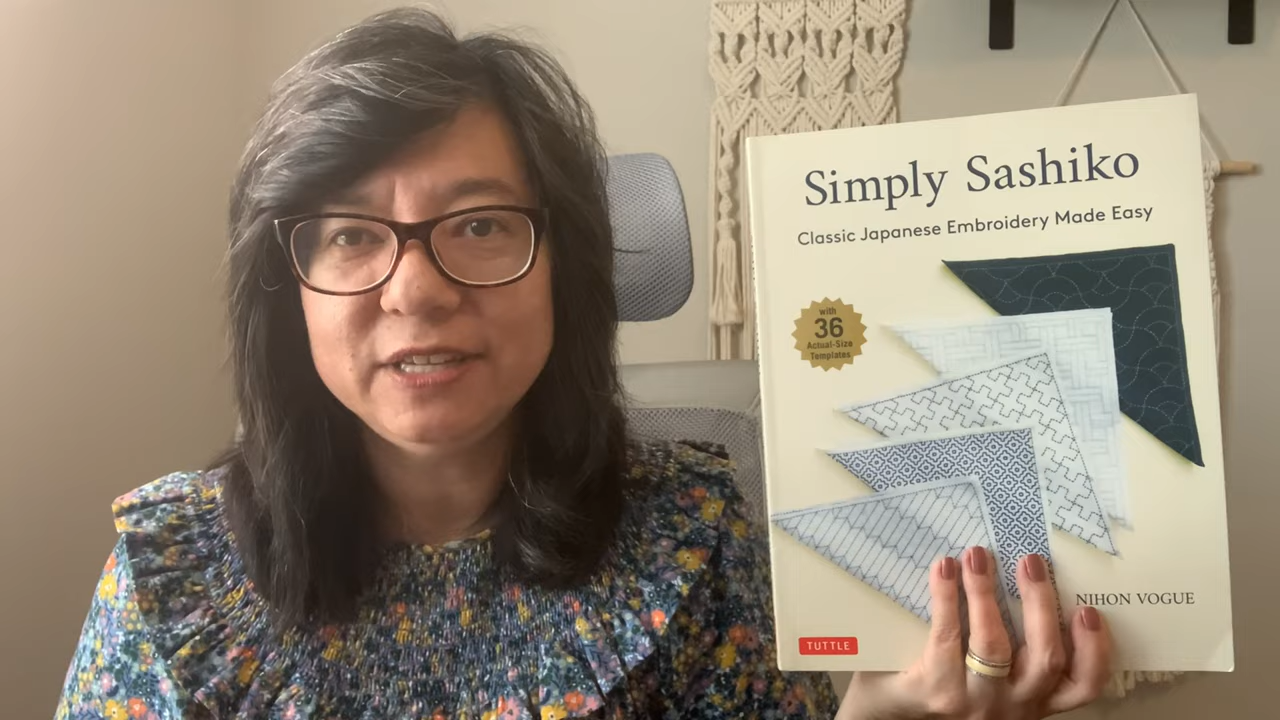 Simply Sashiko
Classic Japanese Embroidery Made Easy
with
36
Actual-Size
Templates
NIHON VOGUE
TUTTLE